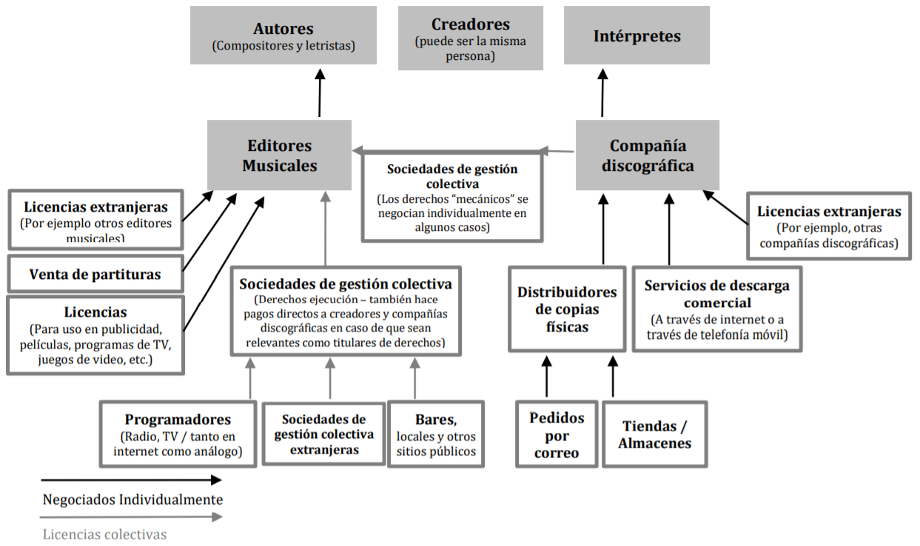 Autores
(Compositores y letristas)
Creadores
(puede ser la misma
persona)
Intérpretes
Editores
Musicales
Compañía
discográfica
Sociedades de gestión
colectiva
(Los derechos “mecánicos” se
negocian individualmente en
algunos casos)
Licencias extranjeras
(Por ejemplo otros editores
musicales)
Licencias extranjeras
(Por ejemplo, otras
compañías discográficas)
Venta de partituras
Licencias
(Para uso en publicidad,
películas, programas de TV,
juegos de video, etc.)
Sociedades de gestión colectiva
(Derechos ejecución – también hace
pagos directos a creadores y compañías
discográficas en caso de que sean
relevantes como titulares de derechos)
Distribuidores
de copias
físicas
Servicios de descarga
comercial
(A través de internet o a
través de telefonía móvil)
Programadores
(Radio, TV / tanto en
internet como análogo)
Sociedades de
gestión colectiva
extranjeras
Bares,
locales y otros
sitios públicos
Pedidos
por
correo
Tiendas /
Almacenes
Negociados Individualmente
Licencias colectivas